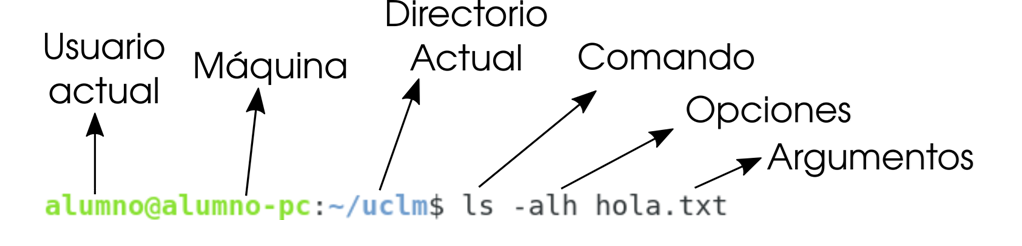 Usuario
actual
Máquina
Directorio
Actual
Comando
Opciones
Argumentos
alumno@alumno-pc:~/uclm$ ls -alh hola.txt